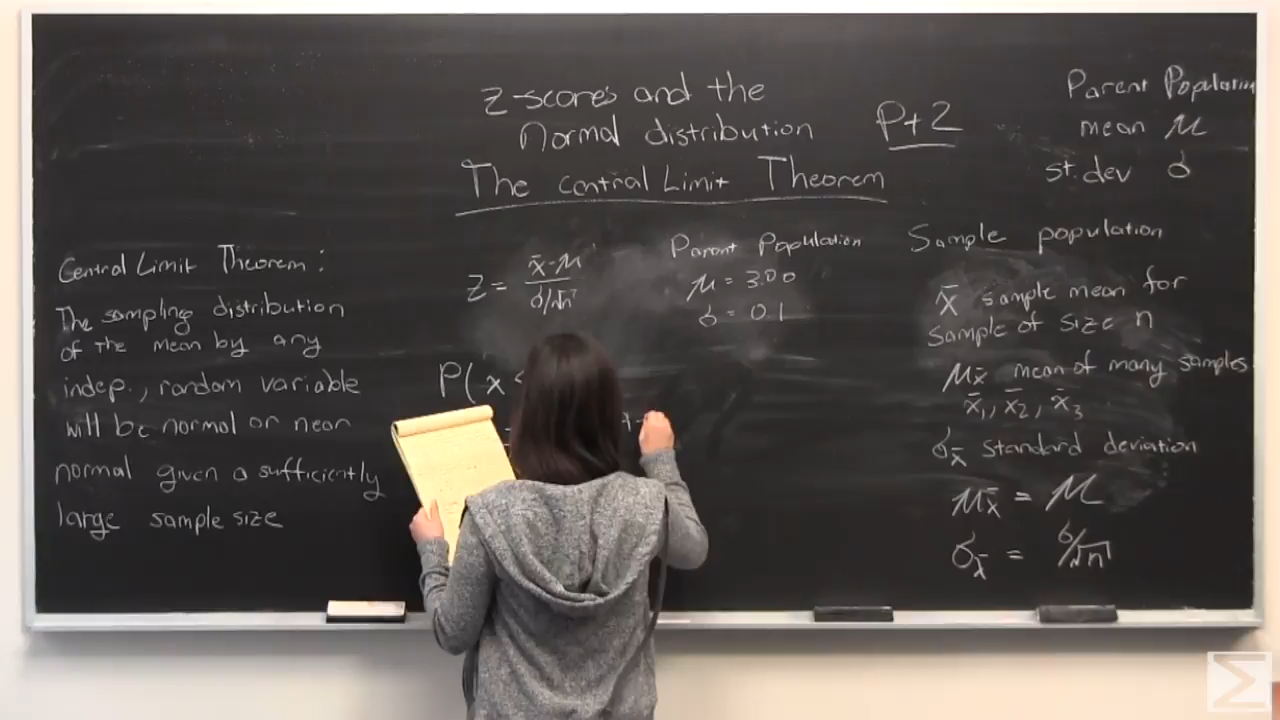 z-scores and the
Normal distribution
Pt 2
The Central Limit Theorem
Parent Population
mean μ
st. dev σ
Central Limit Theorem:
The sampling distribution
of the mean by any
indep., random variable
will be normal or near
normal given a sufficiently
large sample size
Z = x̄-μ / σ/√n
Parent Population
μ = 3.00
σ = 0.1
P( x <
Sample population
x̄ sample mean for
sample of size n
μx̄ mean of many samples
x̄1, x̄2, x̄3
σx̄ standard deviation
μx̄ = μ
σx̄ = σ/√n
Σ